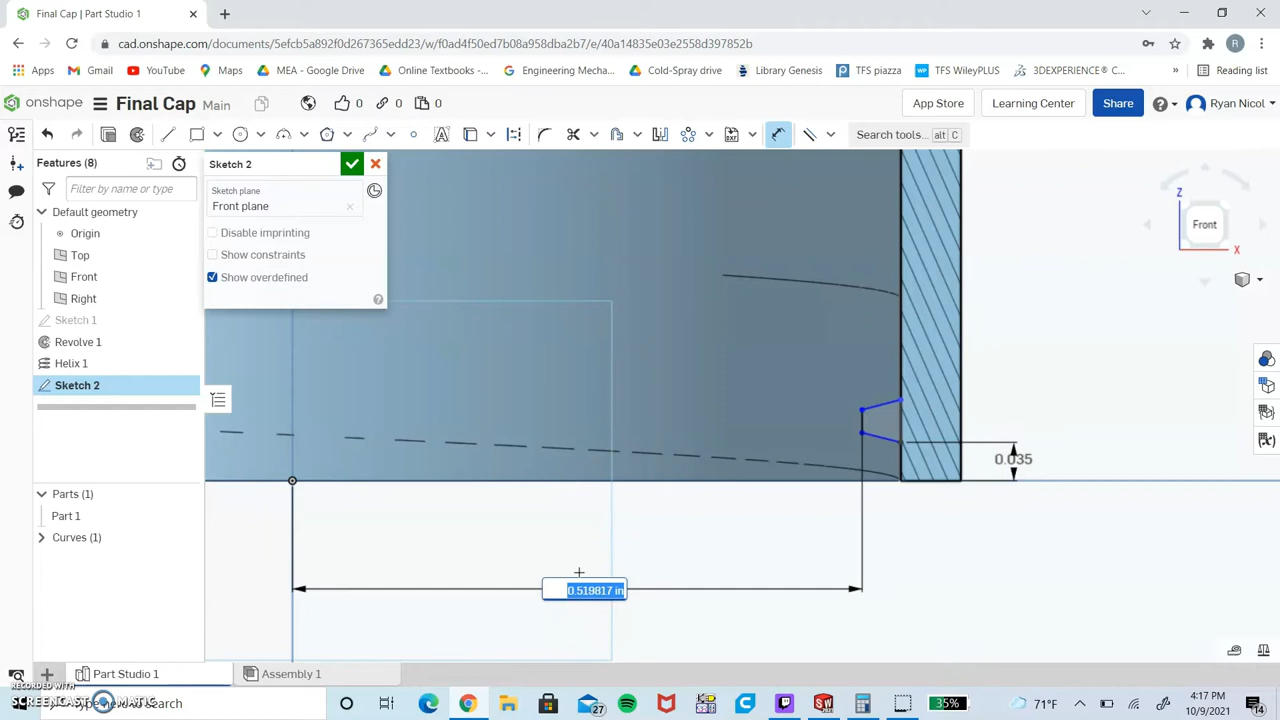 Final Cap | Part Studio 1
cad.onshape.com/documents/5efcb5a892f0d267365edd23/w/f0ad4f50ed7b08a958dba2b7/e/40a14835e03e2558d397852b
R
Apps
Gmail
YouTube
Maps
MEA - Google Drive
Online Textbooks -...
Engineering Mecha...
Cold-Spray drive
Library Genesis
TFS piazza
TFS WileyPLUS
3DEXPERIENCE® C...
»
Reading list
onshape
Final Cap
Main
0
0
0
App Store
Learning Center
Share
Ryan Nicol
Search tools...
alt
C
Features (8)
Filter by name or type
Default geometry
Origin
Top
Front
Right
Sketch 1
Revolve 1
Helix 1
Sketch 2
Parts (1)
Part 1
Curves (1)
Sketch 2
Sketch plane
Front plane
Disable imprinting
Show constraints
Show overdefined
Z
Front
X
0.035
0.519817 in
Part Studio 1
Assembly 1
RECORDED WITH
SCREENCAST MATIC
here to search
27
35%
71°F
4:17 PM
10/9/2021
14